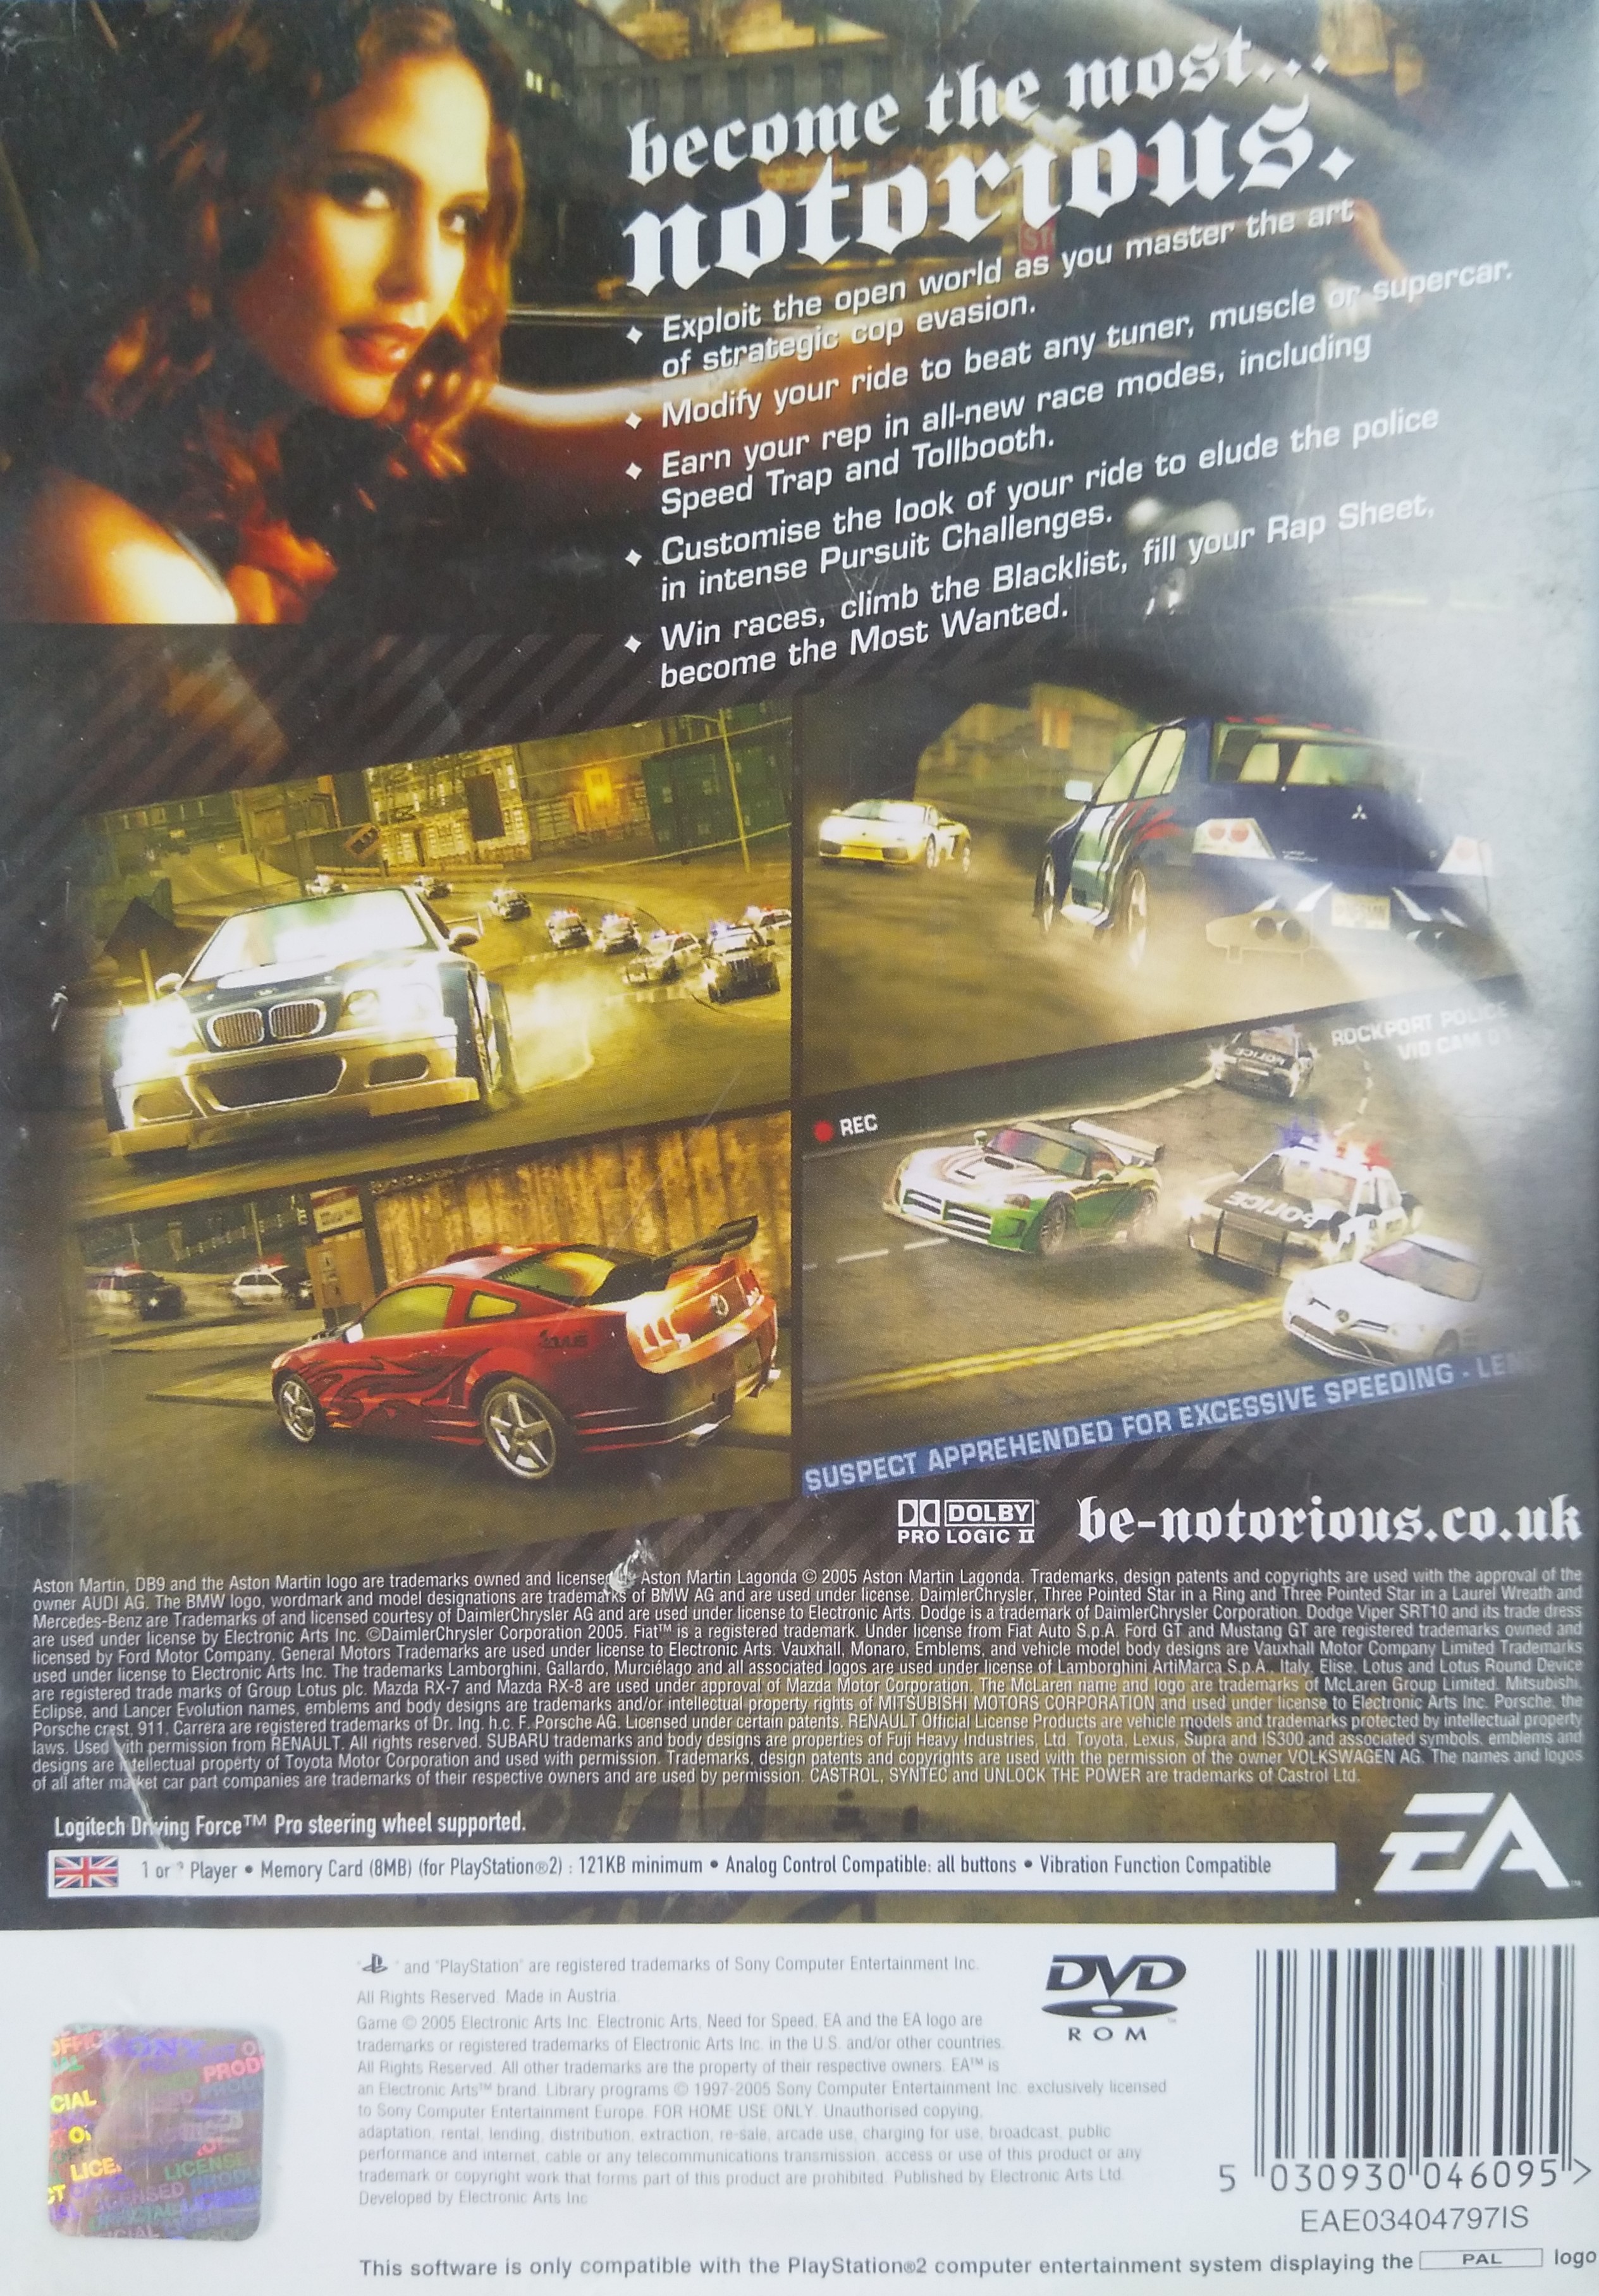 become the most...
notorious.
◆ Exploit the open world as you master the art
of strategic cop evasion.
◆ Modify your ride to beat any tuner, muscle or supercar.
◆ Earn your rep in all-new race modes, including
Speed Trap and Tollbooth.
◆ Customise the look of your ride to elude the police
in intense Pursuit Challenges.
◆ Win races, climb the Blacklist, fill your Rap Sheet,
become the Most Wanted.
ROCKPORT POLICE
VID CAM
REC
POLICE
POLICE
SUSPECT APPREHENDED FOR EXCESSIVE SPEEDING -
DOLBY
PRO LOGIC II
be-notorious.co.uk
Aston Martin, DB9 and the Aston Martin logo are trademarks owned and licensed Aston Martin Lagonda © 2005 Aston Martin Lagonda. Trademarks, design patents and copyrights are used with the approval of the
owner AUDI AG. The BMW logo, wordmark and model designations are trademarks of BMW AG and are used under license. DaimlerChrysler, Three Pointed Star in a Ring and Three Pointed Star in a Laurel Wreath and
Mercedes-Benz are Trademarks of and licensed courtesy of DaimlerChrysler AG and are used under license to Electronic Arts. Dodge is a trademark of DaimlerChrysler Corporation. Dodge Viper SRT10 and its trade dress
are used under license by Electronic Arts Inc. ©DaimlerChrysler Corporation 2005. Fiat™ is a registered trademark. Under license from Fiat Auto S.p.A. Ford GT and Mustang GT are registered trademarks owned and
licensed by Ford Motor Company. General Motors Trademarks are used under license to Electronic Arts. Vauxhall, Monaro, Emblems, and vehicle model body designs are Vauxhall Motor Company Limited Trademarks
used under license to Electronic Arts Inc. The trademarks Lamborghini, Gallardo, Murciélago and all associated logos are used under license of Lamborghini ArtiMarca S.p.A., Italy. Elise, Lotus and Lotus Round Device
are registered trade marks of Group Lotus plc. Mazda RX-7 and Mazda RX-8 are used under approval of Mazda Motor Corporation. The McLaren name and logo are trademarks of McLaren Group Limited. Mitsubishi,
Eclipse, and Lancer Evolution names, emblems and body designs are trademarks and/or intellectual property rights of MITSUBISHI MOTORS CORPORATION and used under license to Electronic Arts Inc. Porsche, the
Porsche crest, 911, Carrera are registered trademarks of Dr. Ing. h.c. F. Porsche AG. Licensed under certain patents. RENAULT Official License Products are vehicle models and trademarks protected by intellectual property
laws. Used with permission from RENAULT. All rights reserved. SUBARU trademarks and body designs are properties of Fuji Heavy Industries, Ltd. Toyota, Lexus, Supra and IS300 and associated symbols, emblems and
designs are intellectual property of Toyota Motor Corporation and used with permission. Trademarks, design patents and copyrights are used with the permission of the owner VOLKSWAGEN AG. The names and logos
of all after market car part companies are trademarks of their respective owners and are used by permission. CASTROL, SYNTEC and UNLOCK THE POWER are trademarks of Castrol Ltd.
Logitech Driving Force™ Pro steering wheel supported.
1 or Player • Memory Card (8MB) (for PlayStation®2) : 121KB minimum • Analog Control Compatible: all buttons • Vibration Function Compatible
EA
" " and "PlayStation" are registered trademarks of Sony Computer Entertainment Inc.
All Rights Reserved. Made in Austria.
Game © 2005 Electronic Arts Inc. Electronic Arts, Need for Speed, EA and the EA logo are
trademarks or registered trademarks of Electronic Arts Inc. in the U.S. and/or other countries.
All Rights Reserved. All other trademarks are the property of their respective owners. EA™ is
an Electronic Arts™ brand. Library programs © 1997-2005 Sony Computer Entertainment Inc. exclusively licensed
to Sony Computer Entertainment Europe. FOR HOME USE ONLY. Unauthorised copying,
adaptation, rental, lending, distribution, extraction, re-sale, arcade use, charging for use, broadcast, public
performance and internet, cable or any telecommunications transmission, access or use of this product or any
trademark or copyright work that forms part of this product are prohibited. Published by Electronic Arts Ltd.
Developed by Electronic Arts Inc
DVD
ROM
SONY
LICENSE
5 030930 046095 >
EAE03404797IS
This software is only compatible with the PlayStation®2 computer entertainment system displaying the PAL logo